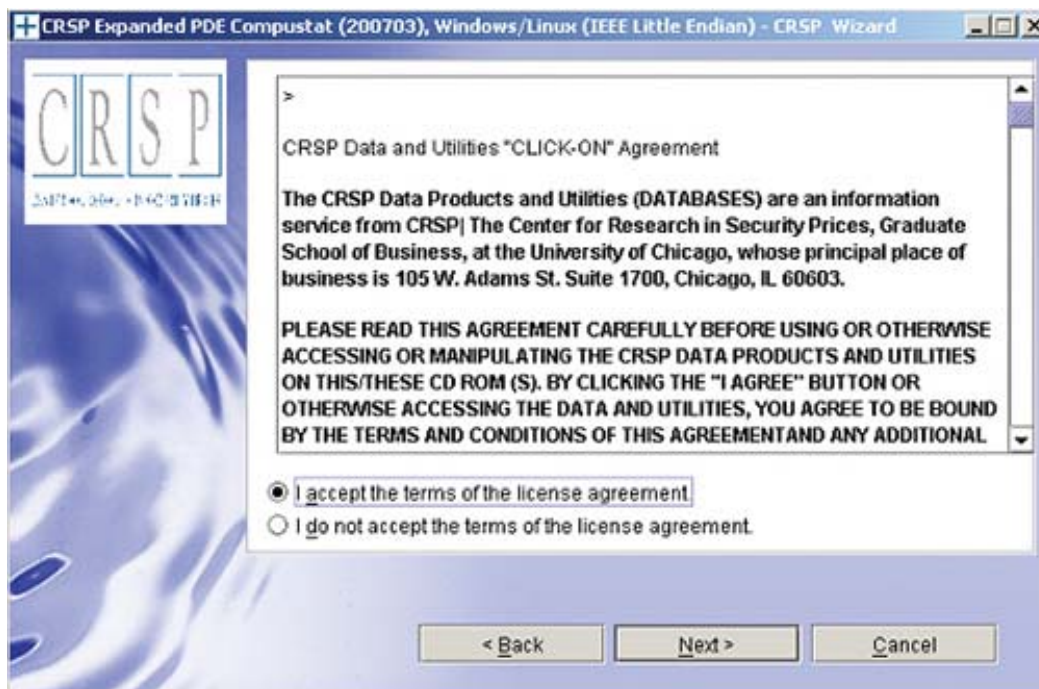 CRSP Expanded PDE Compustat (200703), Windows/Linux (IEEE Little Endian) - CRSP Wizard
CRSP
>
CRSP Data and Utilities "CLICK-ON" Agreement
The CRSP Data Products and Utilities (DATABASES) are an information
service from CRSP| The Center for Research in Security Prices, Graduate
School of Business, at the University of Chicago, whose principal place of
business is 105 W. Adams St. Suite 1700, Chicago, IL 60603.
PLEASE READ THIS AGREEMENT CAREFULLY BEFORE USING OR OTHERWISE
ACCESSING OR MANIPULATING THE CRSP DATA PRODUCTS AND UTILITIES
ON THIS/THESE CD ROM (S). BY CLICKING THE "I AGREE" BUTTON OR
OTHERWISE ACCESSING THE DATA AND UTILITIES, YOU AGREE TO BE BOUND
BY THE TERMS AND CONDITIONS OF THIS AGREEMENTAND ANY ADDITIONAL
I accept the terms of the license agreement.
I do not accept the terms of the license agreement.
< Back
Next >
Cancel